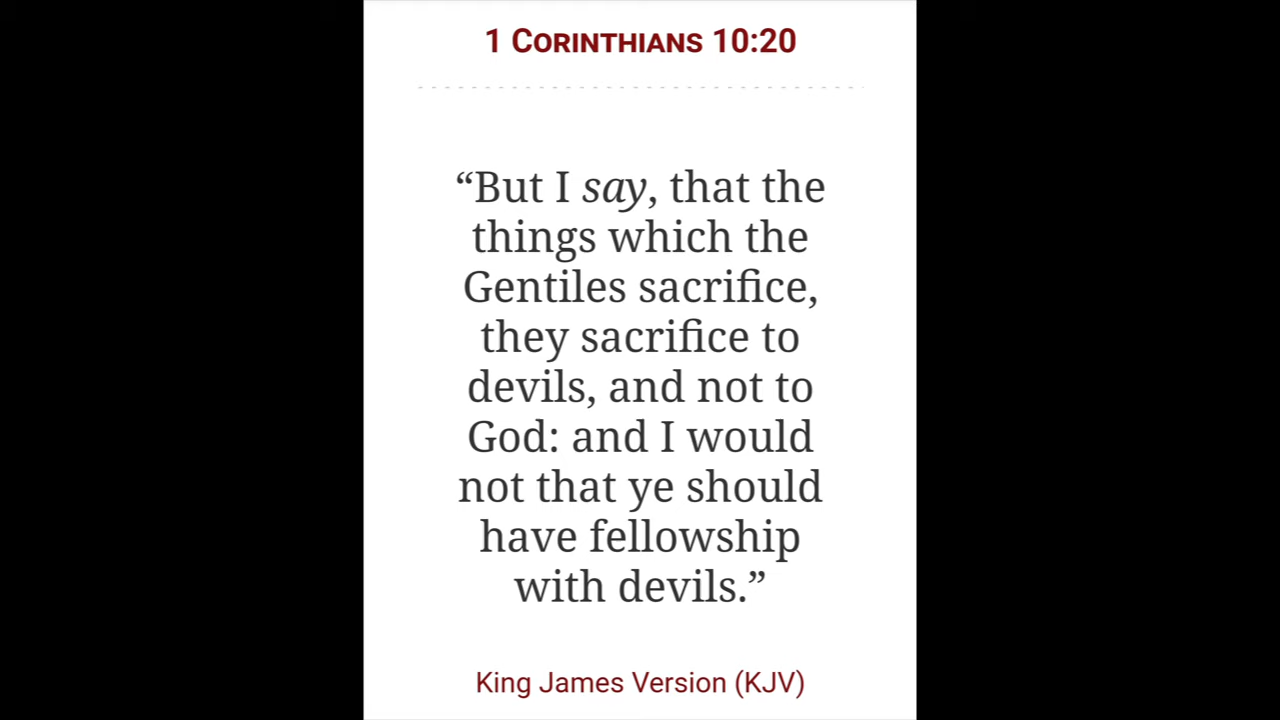 1 CORINTHIANS 10:20
“But I say, that the
things which the
Gentiles sacrifice,
they sacrifice to
devils, and not to
God: and I would
not that ye should
have fellowship
with devils.”
King James Version (KJV)